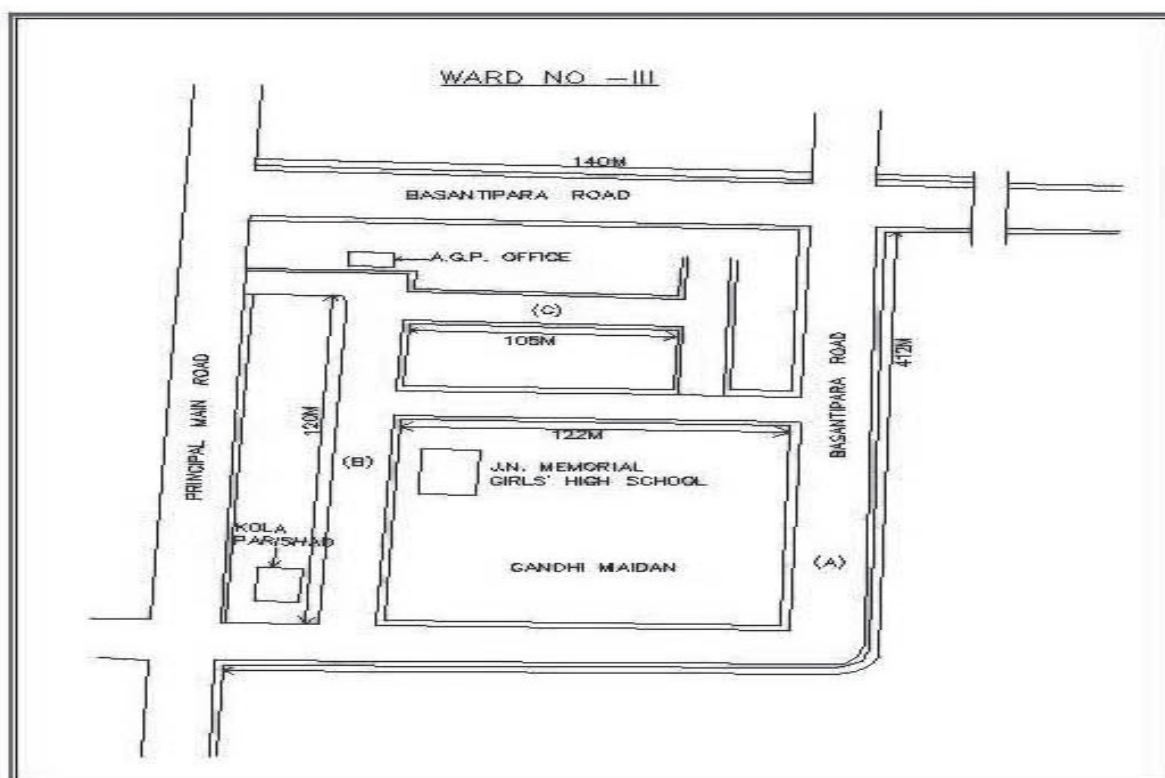 WARD NO -III
140M
BASANTIPARA ROAD
A.G.P. OFFICE
(C)
105M
PRINCIPAL MAIN ROAD
120M
(B)
122M
J.N. MEMORIAL
GIRLS' HIGH SCHOOL
BASANTIPARA ROAD
412M
KOLA
PARISHAD
GANDHI MAIDAN
(A)